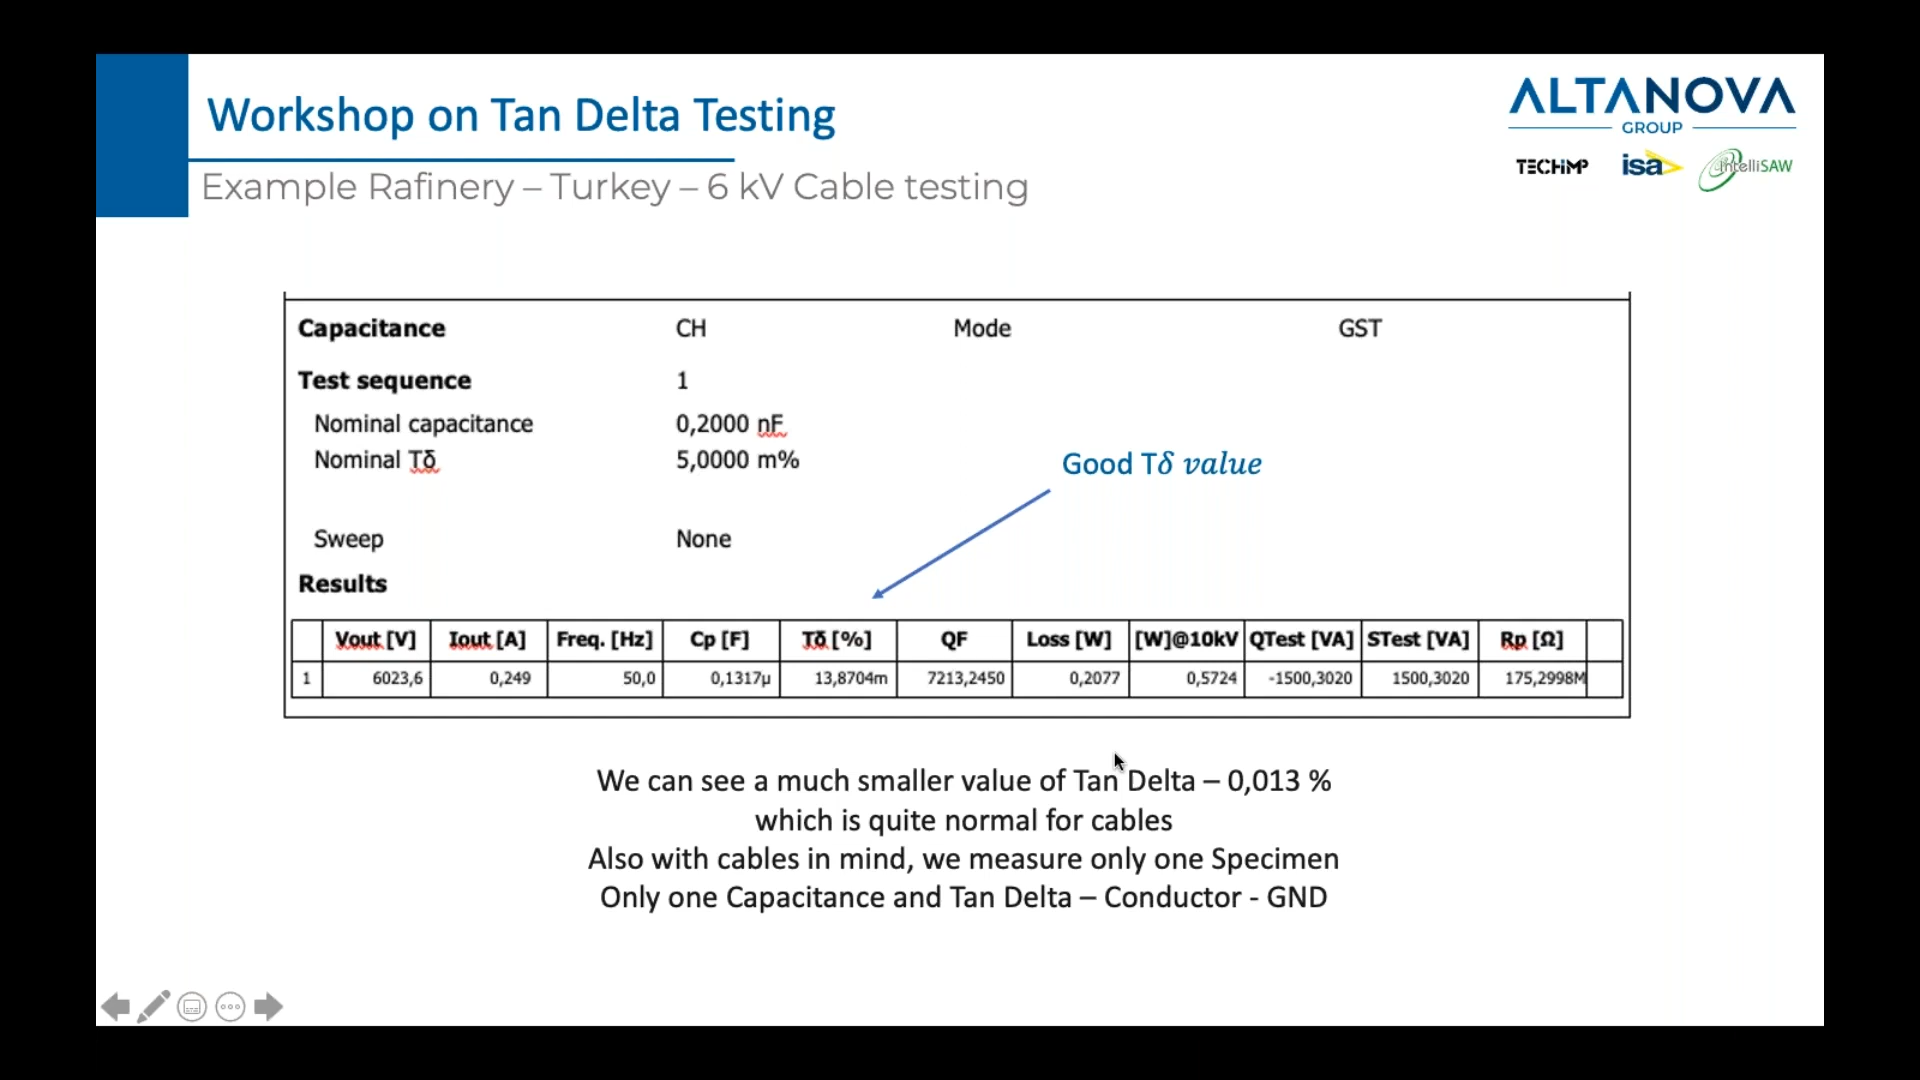 Workshop on Tan Delta Testing
Example Rafinery – Turkey – 6 kV Cable testing
ALTANOVA
GROUP
TECHIMP isa intelliSAW
Capacitance CH Mode GST
Test sequence 1
Nominal capacitance 0,2000 nF
Nominal Tδ 5,0000 m%
Good Tδ value
Sweep None
Results
Vout [V] Iout [A] Freq. [Hz] Cp [F] Tδ [%] QF Loss [W] [W]@10kV QTest [VA] STest [VA] Rp [Ω]
1 6023,6 0,249 50,0 0,1317µ 13,8704m 7213,2450 0,2077 0,5724 -1500,3020 1500,3020 175,2998M
We can see a much smaller value of Tan Delta – 0,013 %
which is quite normal for cables
Also with cables in mind, we measure only one Specimen
Only one Capacitance and Tan Delta – Conductor - GND